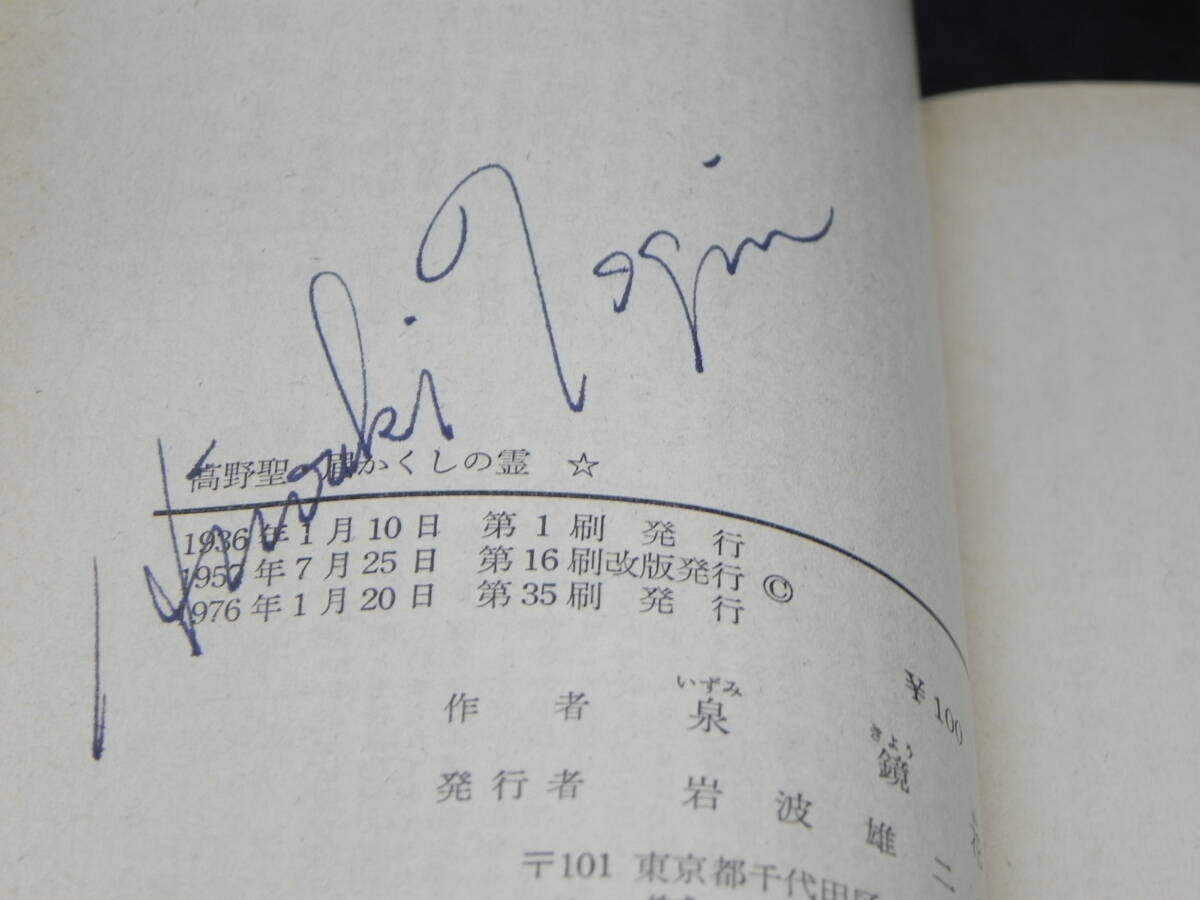 高野聖 眉かくしの霊 ☆
1936年1月10日 第1刷 発行
1957年7月25日 第16刷改版発行 ©
1976年1月20日 第35刷 発行
¥100
いずみ きょう
作者 泉 鏡 花
発行者 岩波雄二
〒101 東京都千代田